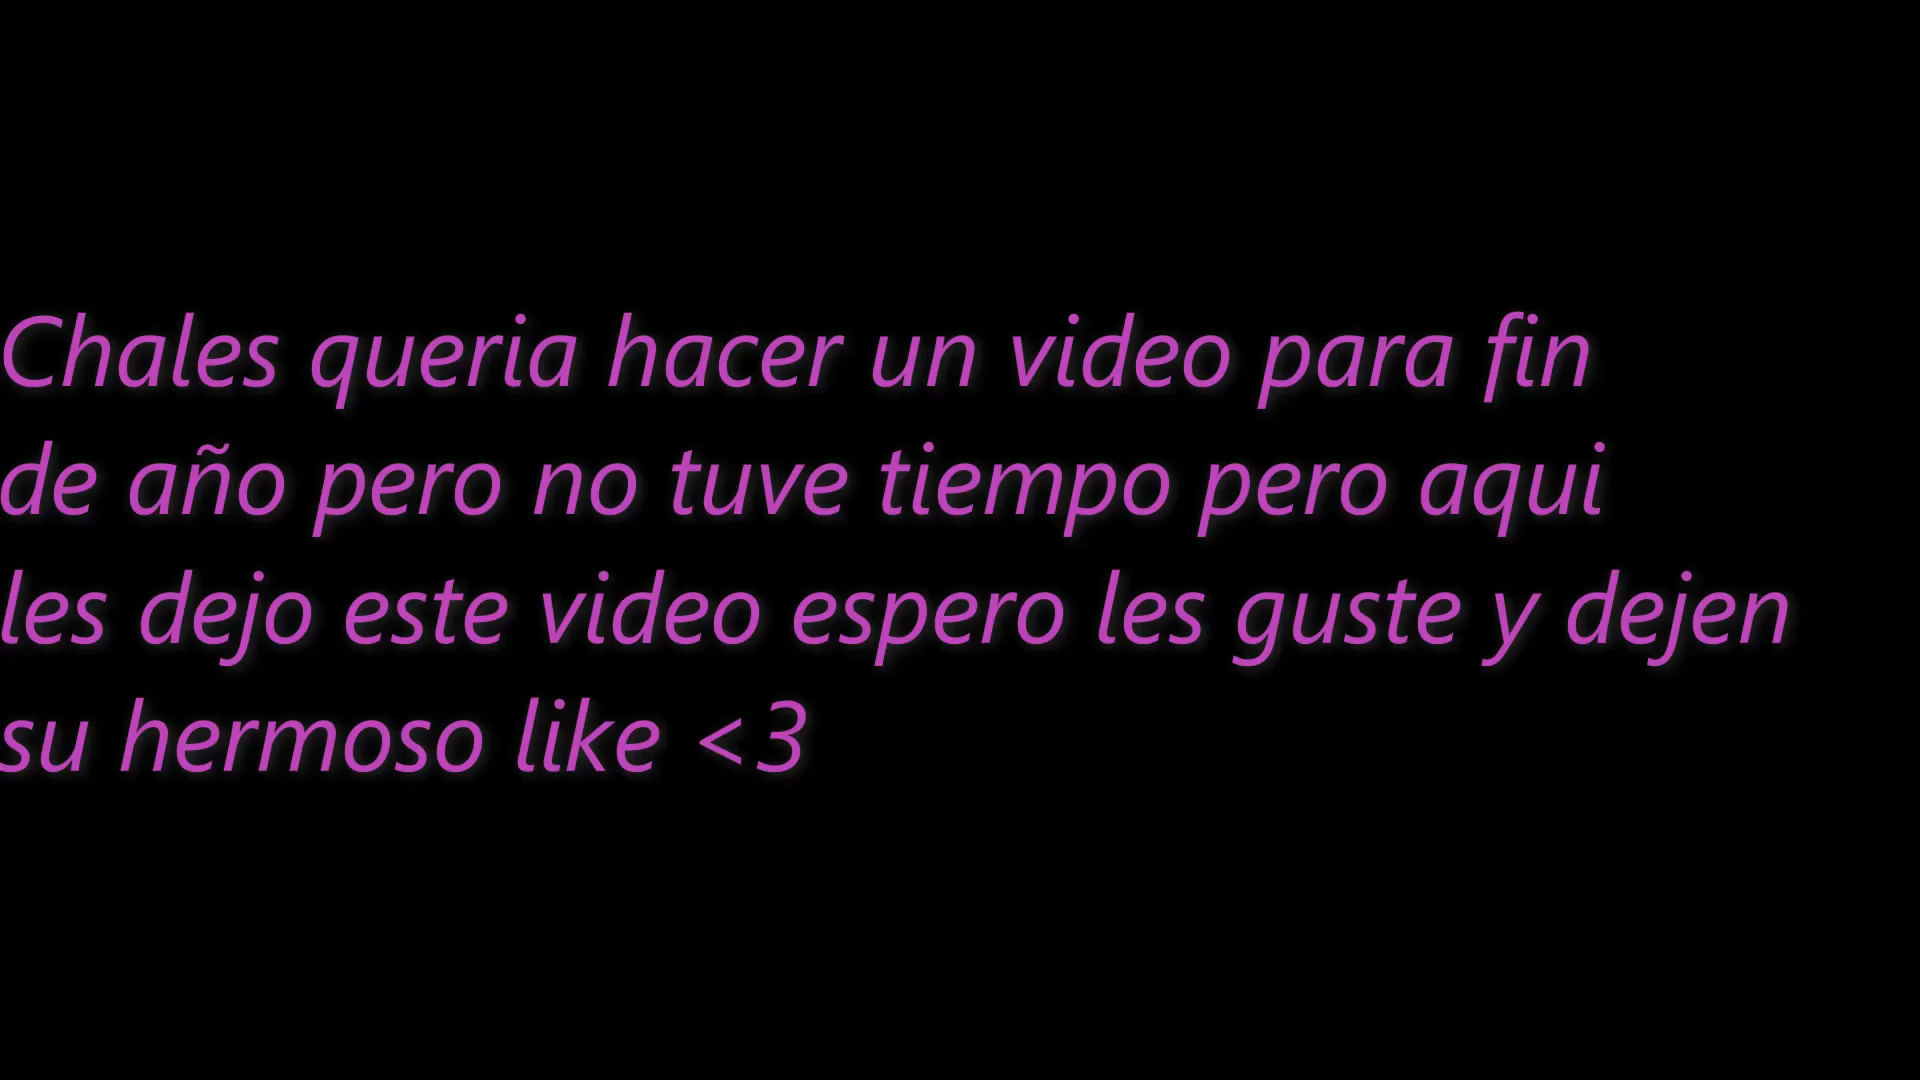 Chales queria hacer un video para fin
de año pero no tuve tiempo pero aqui
les dejo este video espero les guste y dejen
su hermoso like <3